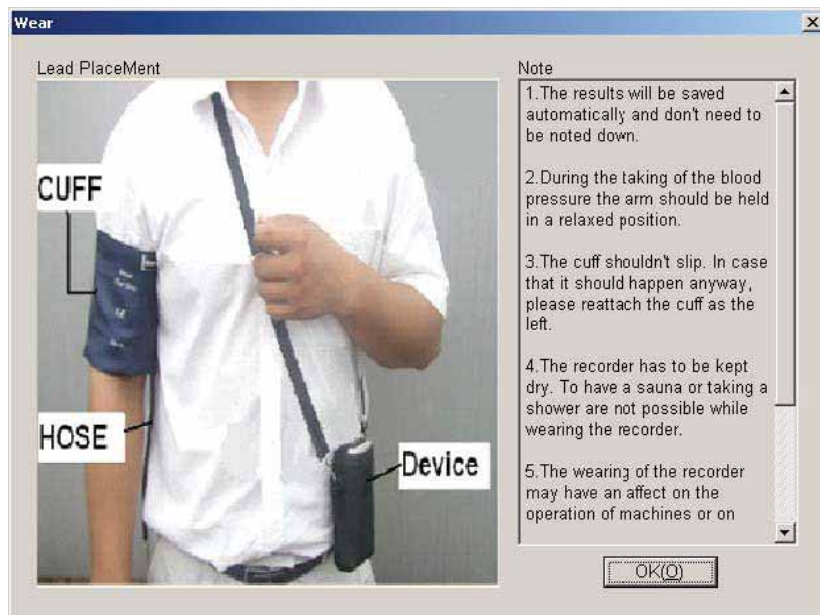 Wear
Lead PlaceMent
CUFF
HOSE
Device
Note
1.The results will be saved
automatically and don't need to
be noted down.
2.During the taking of the blood
pressure the arm should be held
in a relaxed position.
3.The cuff shouldn't slip. In case
that it should happen anyway,
please reattach the cuff as the
left.
4.The recorder has to be kept
dry. To have a sauna or taking a
shower are not possible while
wearing the recorder.
5.The wearing of the recorder
may have an affect on the
operation of machines or on
OK(O)